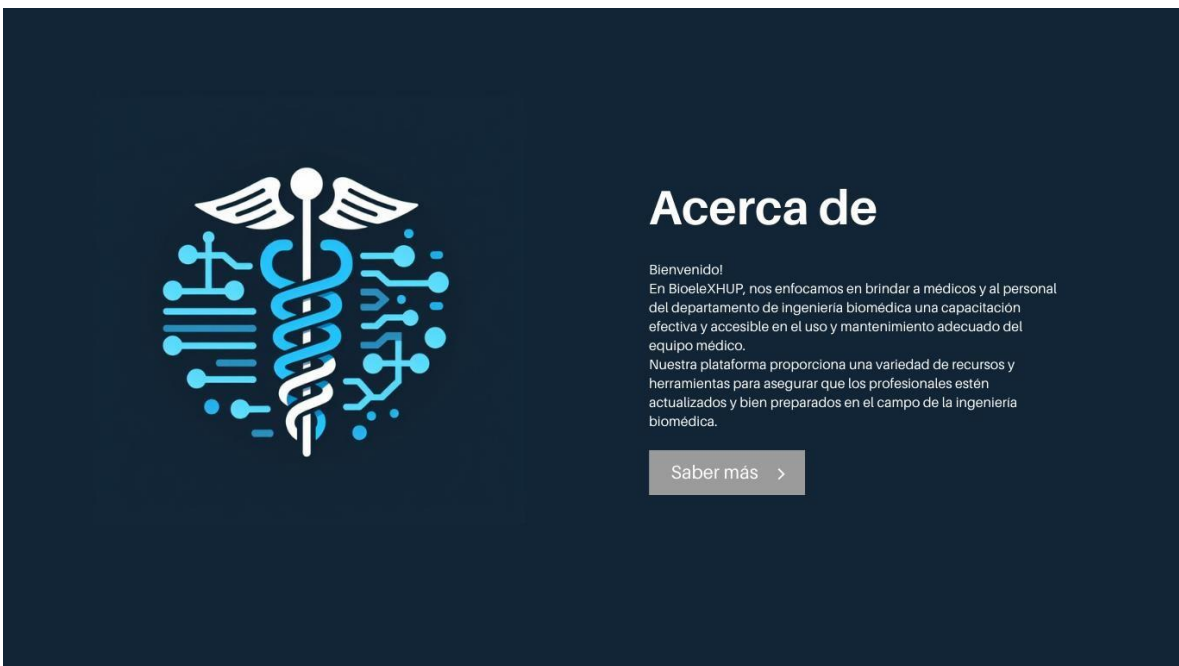 Acerca de
Bienvenido!
En BioeleXHUP, nos enfocamos en brindar a médicos y al personal
del departamento de ingeniería biomédica una capacitación
efectiva y accesible en el uso y mantenimiento adecuado del
equipo médico.
Nuestra plataforma proporciona una variedad de recursos y
herramientas para asegurar que los profesionales estén
actualizados y bien preparados en el campo de la ingeniería
biomédica.
Saber más >